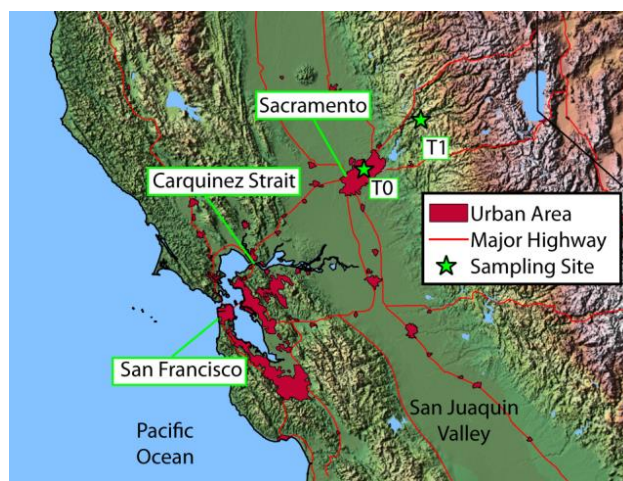 Sacramento
T1
Carquinez Strait
T0
Urban Area
Major Highway
Sampling Site
San Francisco
San Juaquin
Valley
Pacific
Ocean